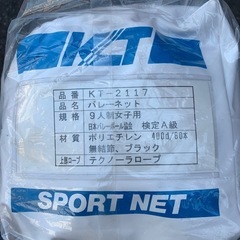 KTT
品番 KT-2117
品名 バレーネット
規格 9人制女子用
日本バレーボール協会 検定A級
材質 ポリエチレン 400d/60本
無結節、ブラック
上部ロープ テクノーラロープ
SPORT NET